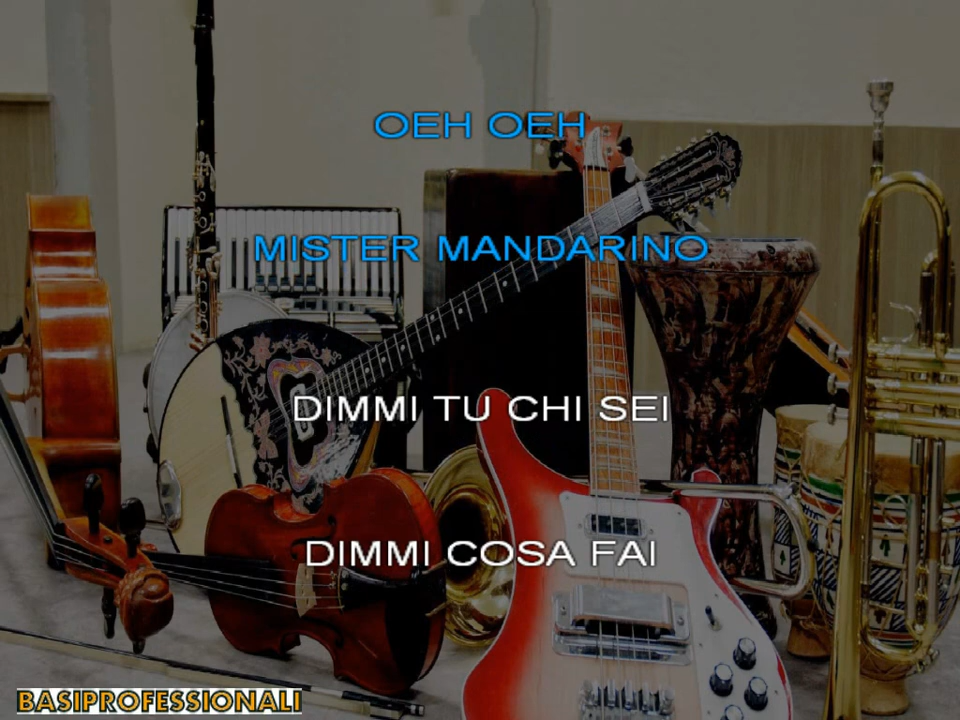 OEH OEH
MISTER MANDARINO
DIMMI TU CHI SEI
DIMMI COSA FAI
BASIPROFESSIONALI